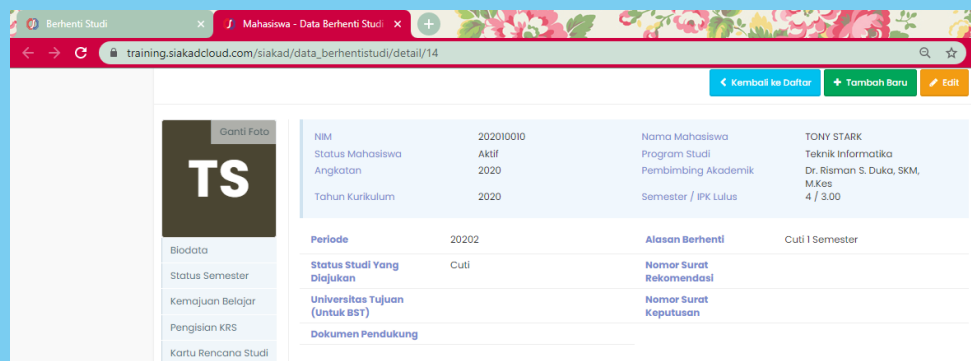 Berhenti Studi
Mahasiswa - Data Berhenti Studi
training.siakadcloud.com/siakad/data_berhentistudi/detail/14
Kembali ke Daftar
Tambah Baru
Edit
Ganti Foto
TS
NIM 202010010 Nama Mahasiswa TONY STARK
Status Mahasiswa Aktif Program Studi Teknik Informatika
Angkatan 2020 Pembimbing Akademik Dr. Risman S. Duka, SKM,
M.Kes
Tahun Kurikulum 2020 Semester / IPK Lulus 4 / 3.00
Biodata
Status Semester
Kemajuan Belajar
Pengisian KRS
Kartu Rencana Studi
Periode 20202 Alasan Berhenti Cuti 1 Semester
Status Studi Yang Cuti Nomor Surat
Diajukan Rekomendasi
Universitas Tujuan Nomor Surat
(Untuk BST) Keputusan
Dokumen Pendukung